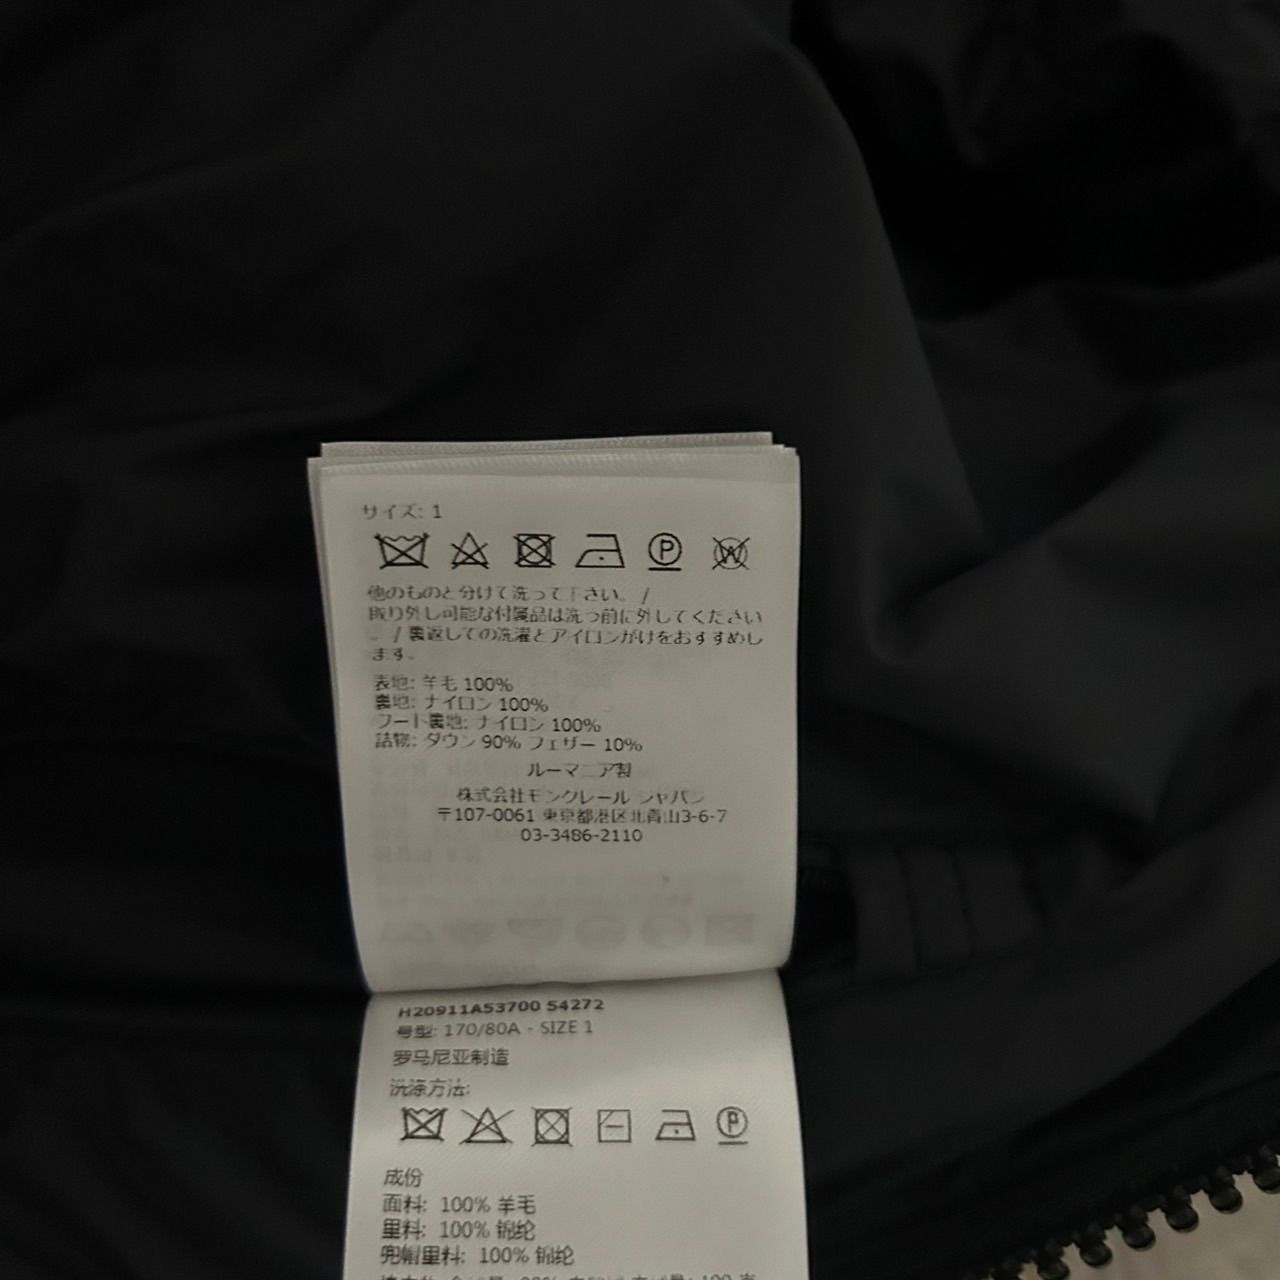 サイズ: 1
他のものと分けて洗って下さい。 /
取り外し可能な付属品は洗う前に外してください
。 / 裏返しての洗濯とアイロンがけをおすすめし
ます。
表地: 羊毛 100%
裏地: ナイロン 100%
フード裏地: ナイロン 100%
詰物: ダウン 90% フェザー 10%
ルーマニア製
株式会社モンクレール ジャパン
〒107-0061 東京都港区北青山3-6-7
03-3486-2110
H20911A53700 54272
号型: 170/80A - SIZE 1
罗马尼亚制造
洗涤方法:
成份
面料: 100% 羊毛
里料: 100% 锦纶
兜帽里料: 100% 锦纶